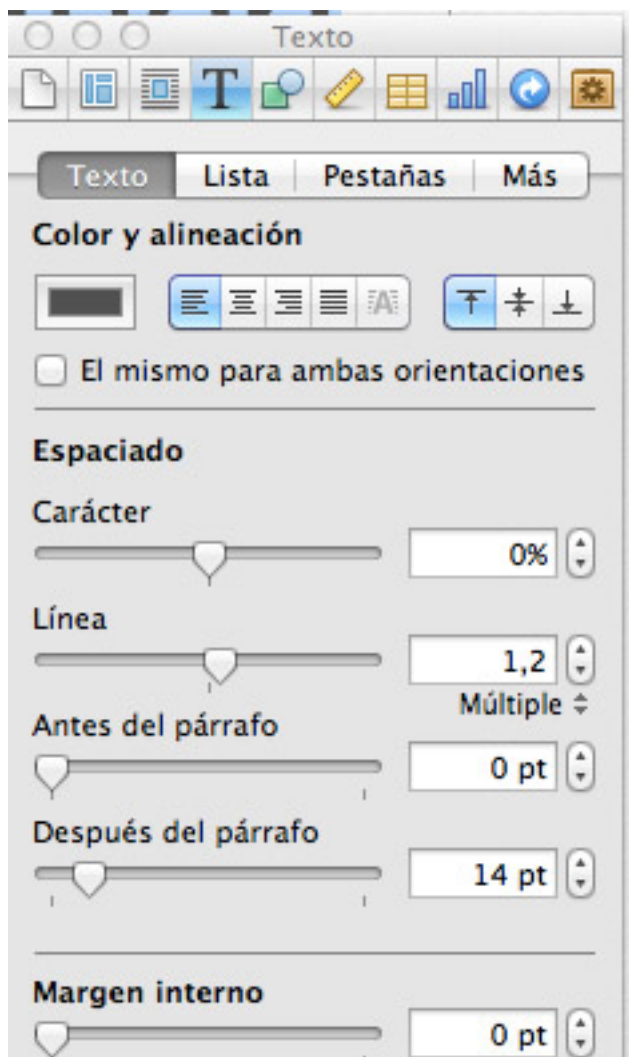 Texto
Texto Lista Pestañas Más
Color y alineación
El mismo para ambas orientaciones
Espaciado
Carácter
0%
Línea
1,2
Múltiple
Antes del párrafo
0 pt
Después del párrafo
14 pt
Margen interno
0 pt